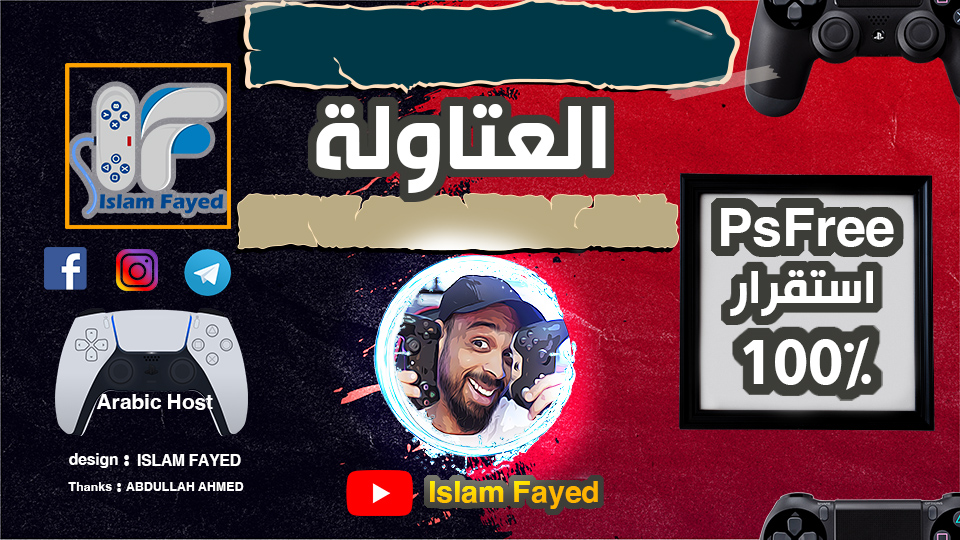 العتاولة
Islam Fayed
PsFree
استقرار
100٪
Arabic Host
design : ISLAM FAYED
Thanks : ABDULLAH AHMED
Islam Fayed